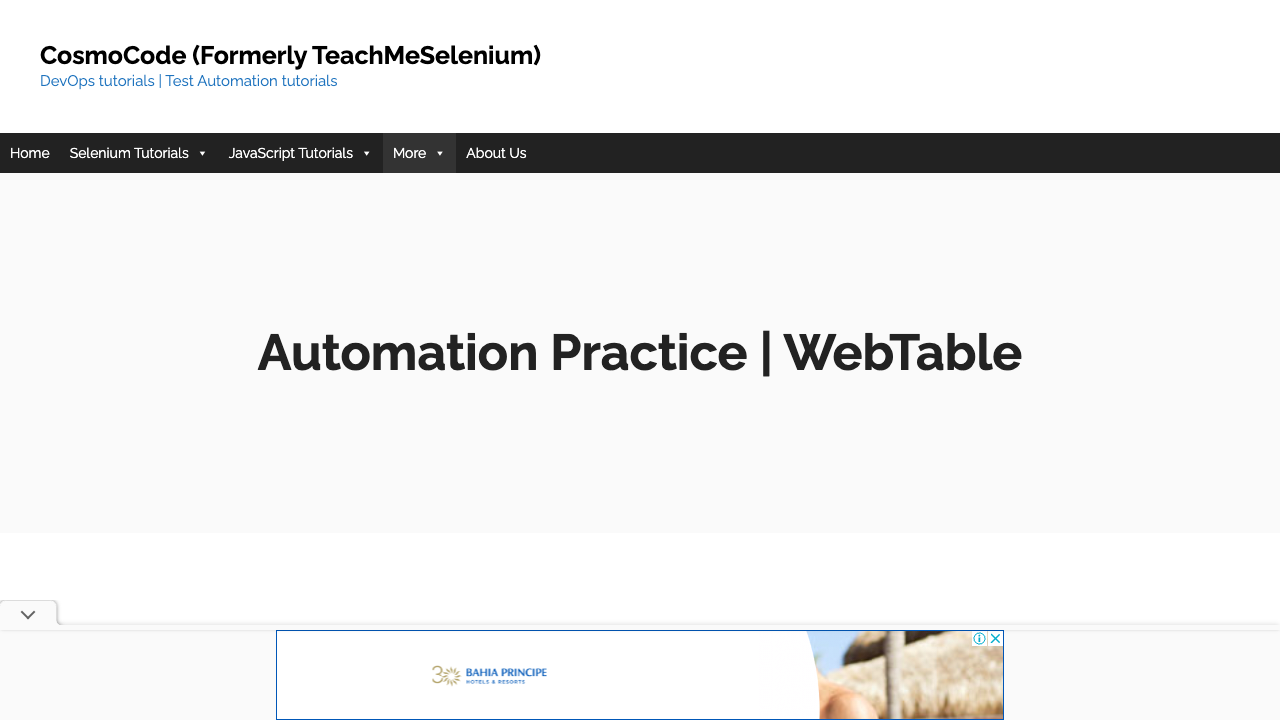 CosmoCode (Formerly TeachMeSelenium)
DevOps tutorials | Test Automation tutorials
Home Selenium Tutorials JavaScript Tutorials More About Us
Automation Practice | WebTable
30 BAHIA PRINCIPE
HOTELS & RESORTS